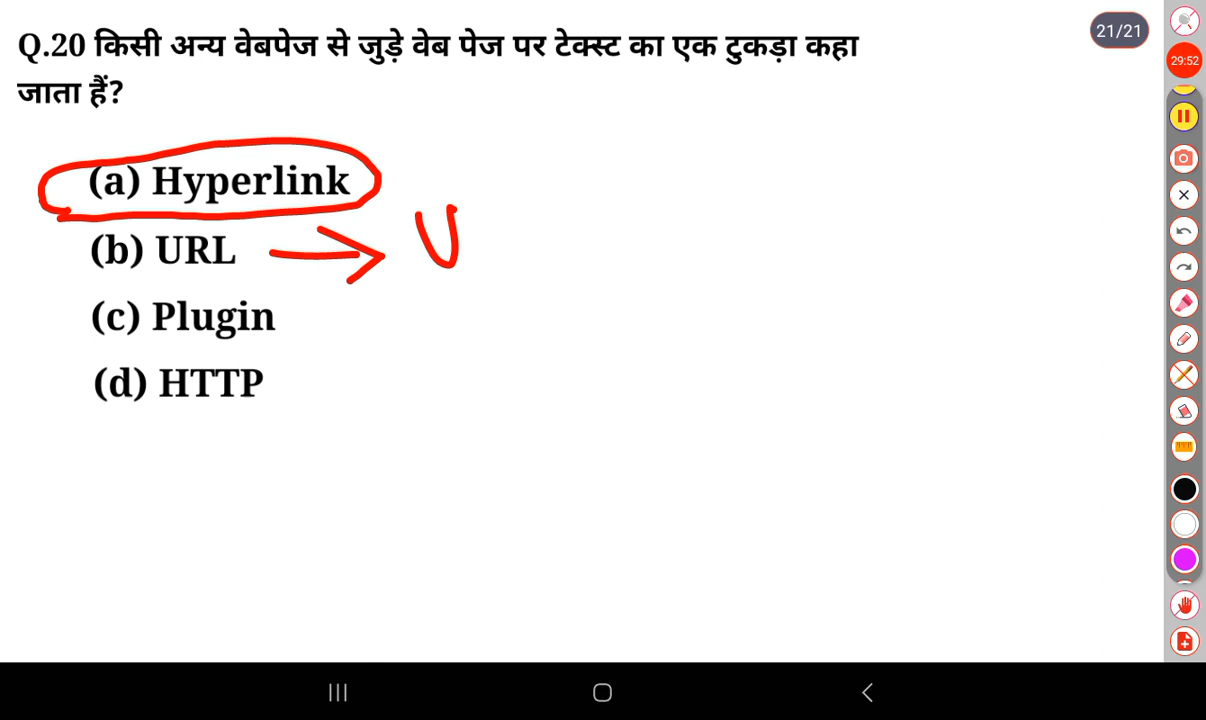 Q.20 किसी अन्य वेबपेज से जुड़े वेब पेज पर टेक्स्ट का एक टुकड़ा कहा
जाता हैं?
21/21
29:52
(a) Hyperlink
(b) URL → U
(c) Plugin
(d) HTTP